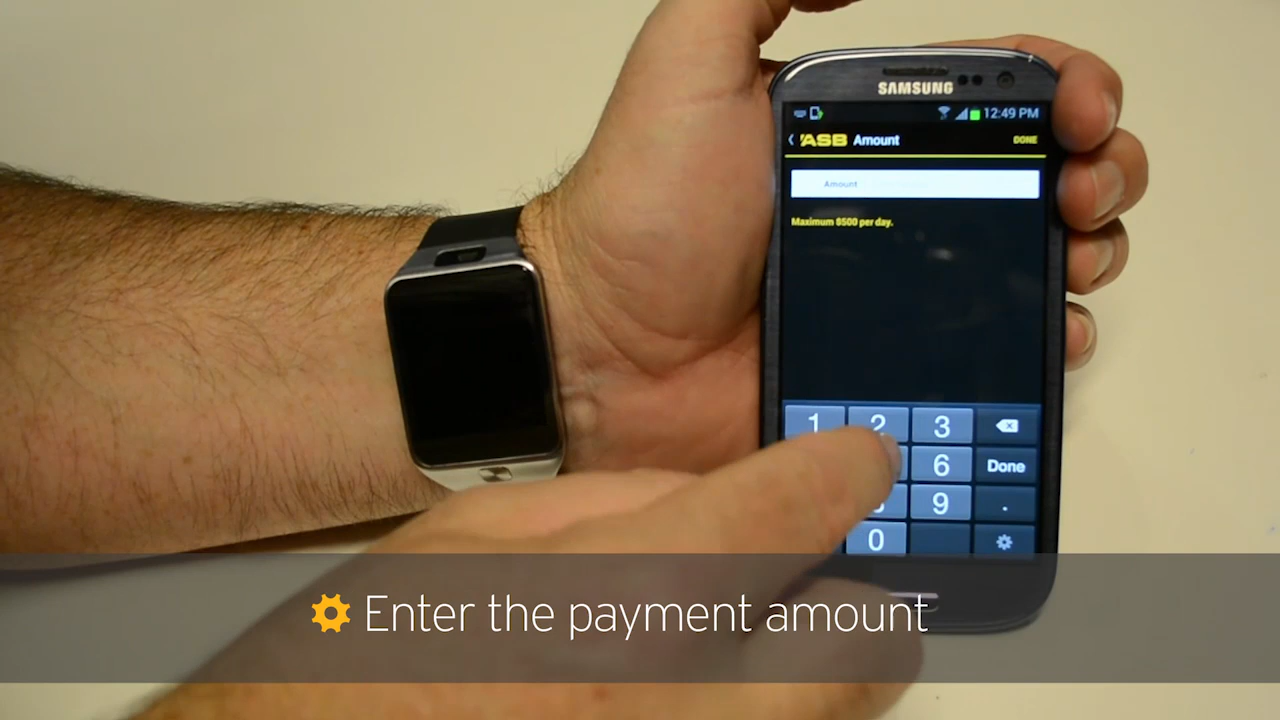 SAMSUNG
12:49 PM
ASB Amount
DONE
Amount
Maximum $500 per day.
1 2 3
6 Done
9 .
0
Enter the payment amount